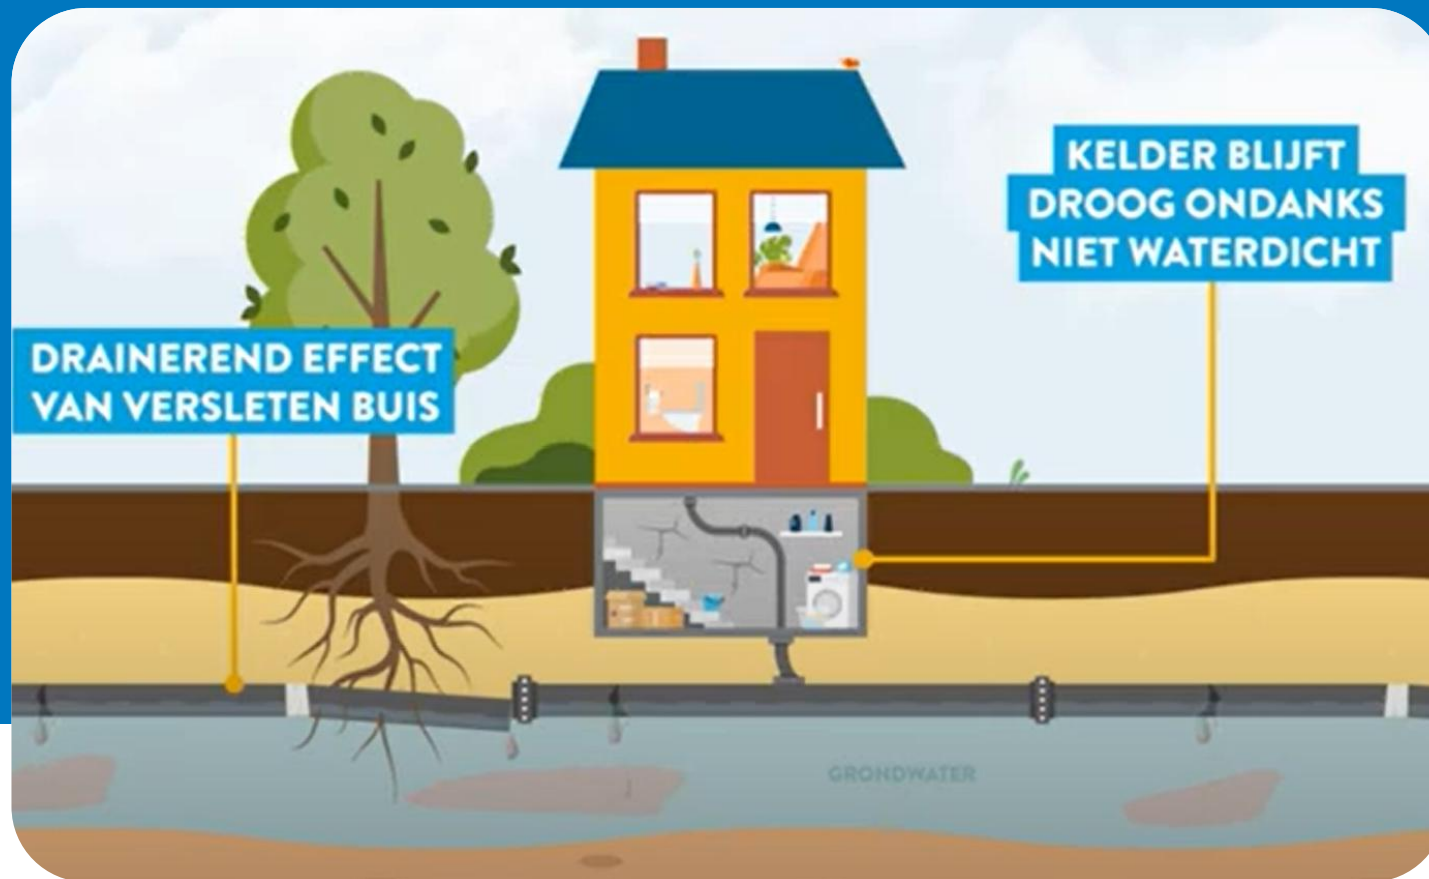 KELDER BLIJFT
DROOG ONDANKS
NIET WATERDICHT
DRAINEREND EFFECT
VAN VERSLETEN BUIS
GRONDWATER